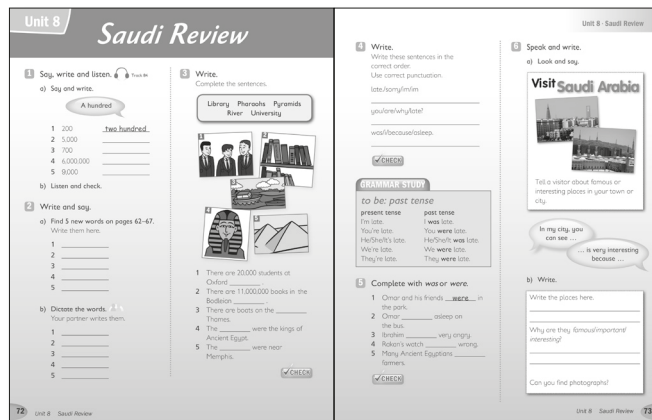 Unit 8
Saudi Review
1 Say, write and listen. Track 84
a) Say and write.
A hundred
1 200 two hundred
2 5,000
3 700
4 6,000,000
5 9,000
b) Listen and check.
2 Write and say.
a) Find 5 new words on pages 62–67.
Write them here.
1
2
3
4
5
b) Dictate the words.
Your partner writes them.
1
2
3
4
5
72 Unit 8 Saudi Review
3 Write.
Complete the sentences.
Library Pharaohs Pyramids
River University
1
2
3
4
5
1 There are 20,000 students at
Oxford .
2 There are 11,000,000 books in the
Bodleian .
3 There are boats on the
Thames.
4 The were the kings of
Ancient Egypt.
5 The were near
Memphis.
CHECK
Unit 8 - Saudi Review
4 Write.
Write these sentences in the
correct order.
Use correct punctuation.
late/sorry/im/im
you/are/why/late?
was/i/because/asleep.
CHECK
GRAMMAR STUDY
to be: past tense
present tense past tense
I'm late. I was late.
You're late. You were late.
He/She/It's late. He/She/It was late.
We're late. We were late.
They're late. They were late.
5 Complete with was or were.
1 Omar and his friends were in
the park.
2 Omar asleep on
the bus.
3 Ibrahim very angry.
4 Rakan's watch wrong.
5 Many Ancient Egyptians
farmers.
CHECK
6 Speak and write.
a) Look and say.
Visit Saudi Arabia
Tell a visitor about famous or
interesting places in your town or
city.
In my city, you
can see ...
... is very interesting
because ...
b) Write.
Write the places here.
Why are they famous/important/
interesting?
Can you find photographs?
Unit 8 Saudi Review 73